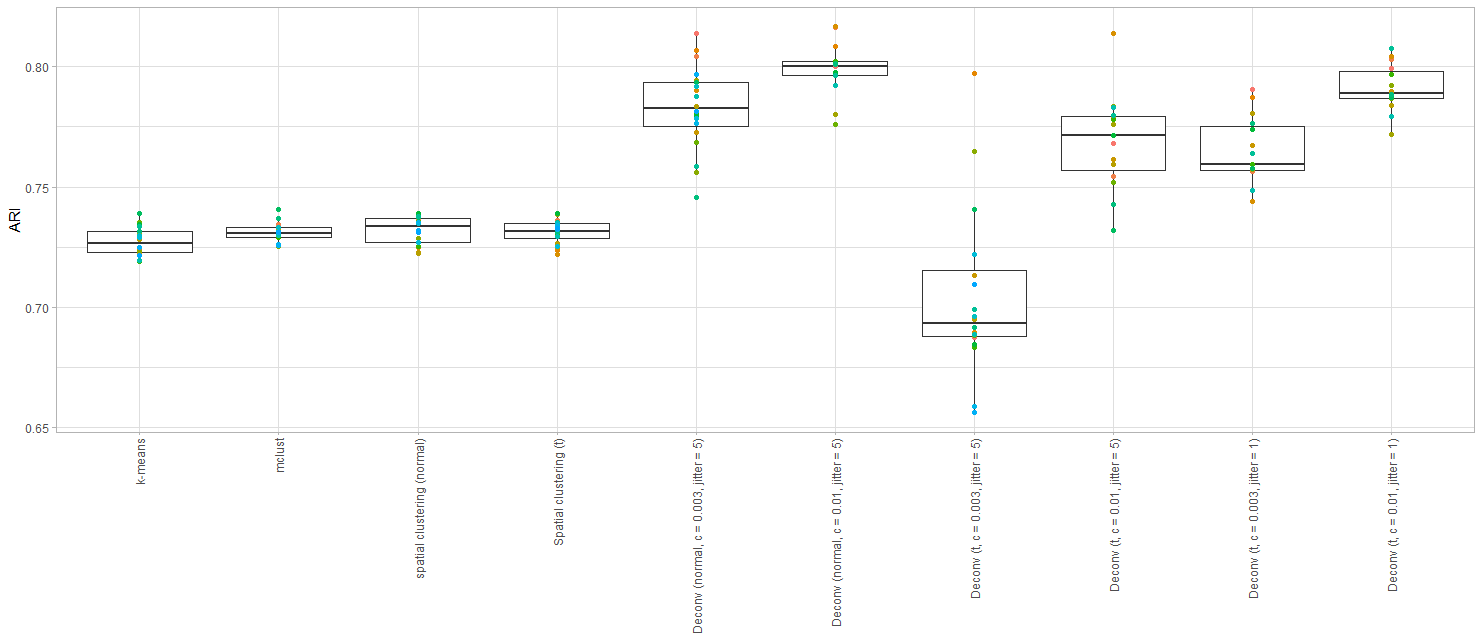 ARI
0.80
0.75
0.70
0.65
k-means
mclust
spatial clustering (normal)
Spatial clustering (t)
Deconv (normal, c = 0.003, jitter = 5)
Deconv (normal, c = 0.01, jitter = 5)
Deconv (t, c = 0.003, jitter = 5)
Deconv (t, c = 0.01, jitter = 5)
Deconv (t, c = 0.003, jitter = 1)
Deconv (t, c = 0.01, jitter = 1)